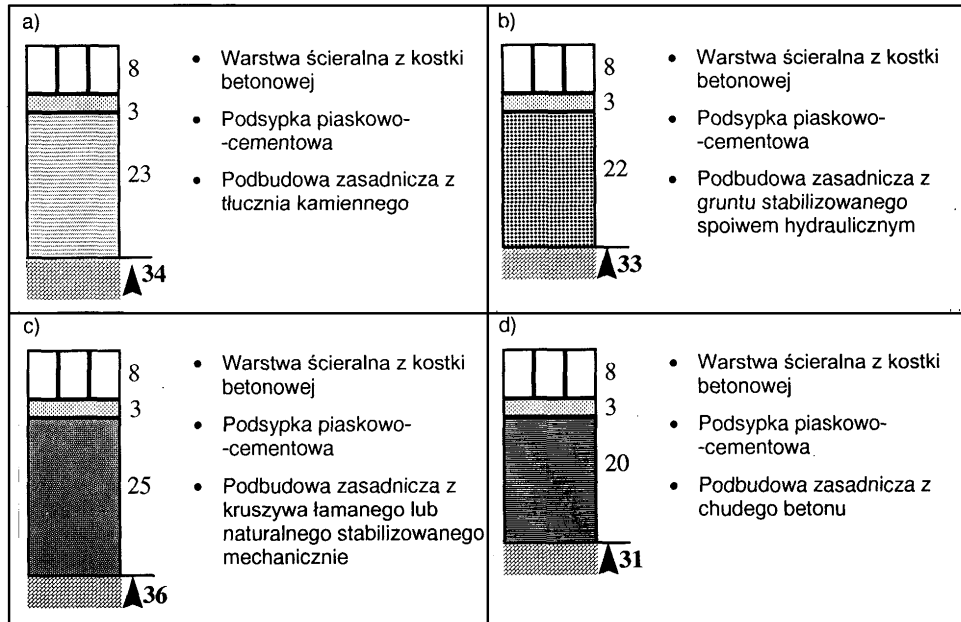 a)
8
3
23
34
• Warstwa ścieralna z kostki
betonowej
• Podsypka piaskowo-
-cementowa
• Podbudowa zasadnicza z
tłucznia kamiennego
b)
8
3
22
33
• Warstwa ścieralna z kostki
betonowej
• Podsypka piaskowo-
-cementowa
• Podbudowa zasadnicza z
gruntu stabilizowanego
spoiwem hydraulicznym
c)
8
3
25
36
• Warstwa ścieralna z kostki
betonowej
• Podsypka piaskowo-
-cementowa
• Podbudowa zasadnicza z
kruszywa łamanego lub
naturalnego stabilizowanego
mechanicznie
d)
8
3
20
31
• Warstwa ścieralna z kostki
betonowej
• Podsypka piaskowo-
-cementowa
• Podbudowa zasadnicza z
chudego betonu